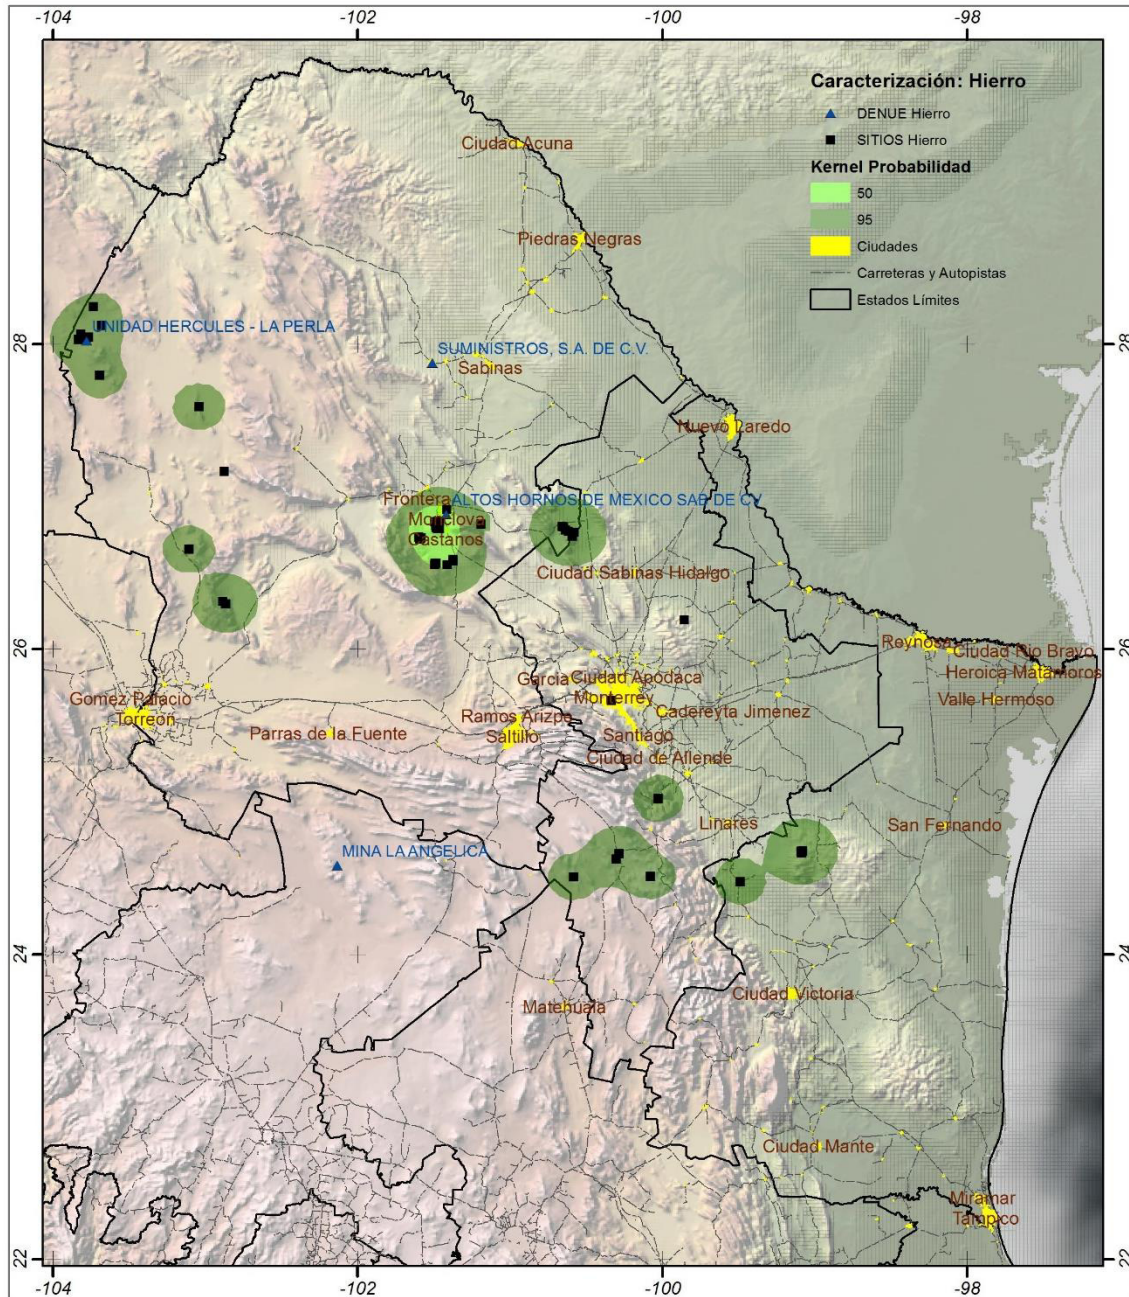 -104
-102
-100
-98
Caracterización: Hierro
DENUE Hierro
SITIOS Hierro
Kernel Probabilidad
50
95
Ciudades
Carreteras y Autopistas
Estados Límites
Ciudad Acuna
Piedras Negras
28
28
UNIDAD HERCULES - LA PERLA
SUMINISTROS, S.A. DE C.V.
Sabinas
Nuevo Laredo
Frontera
ALTOS HORNOS DE MEXICO SAB DE CV
Monclova
Castanos
Ciudad Sabinas Hidalgo
26
26
Reynosa
Ciudad Rio Bravo
Heroica Matamoros
Valle Hermoso
Garcia
Ciudad Apodaca
Monterrey
Gomez Palacio
Torreon
Cadereyta Jimenez
Ramos Arizpe
Saltillo
Parras de la Fuente
Santiago
Ciudad de Allende
Linares
San Fernando
MINA LA ANGELICA
24
24
Ciudad Victoria
Matehuala
Ciudad Mante
Miramar
Tampico
22
22
-104
-102
-100
-98